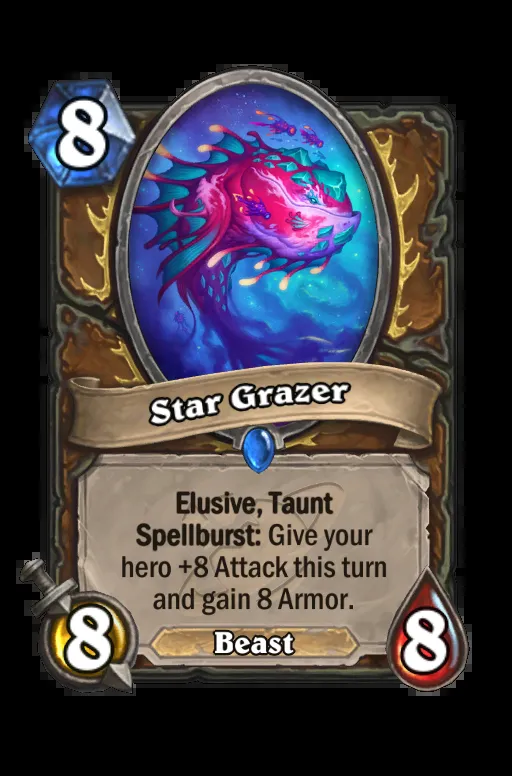 8
Star Grazer
Elusive, Taunt
Spellburst: Give your
hero +8 Attack this turn
and gain 8 Armor.
8
Beast
8